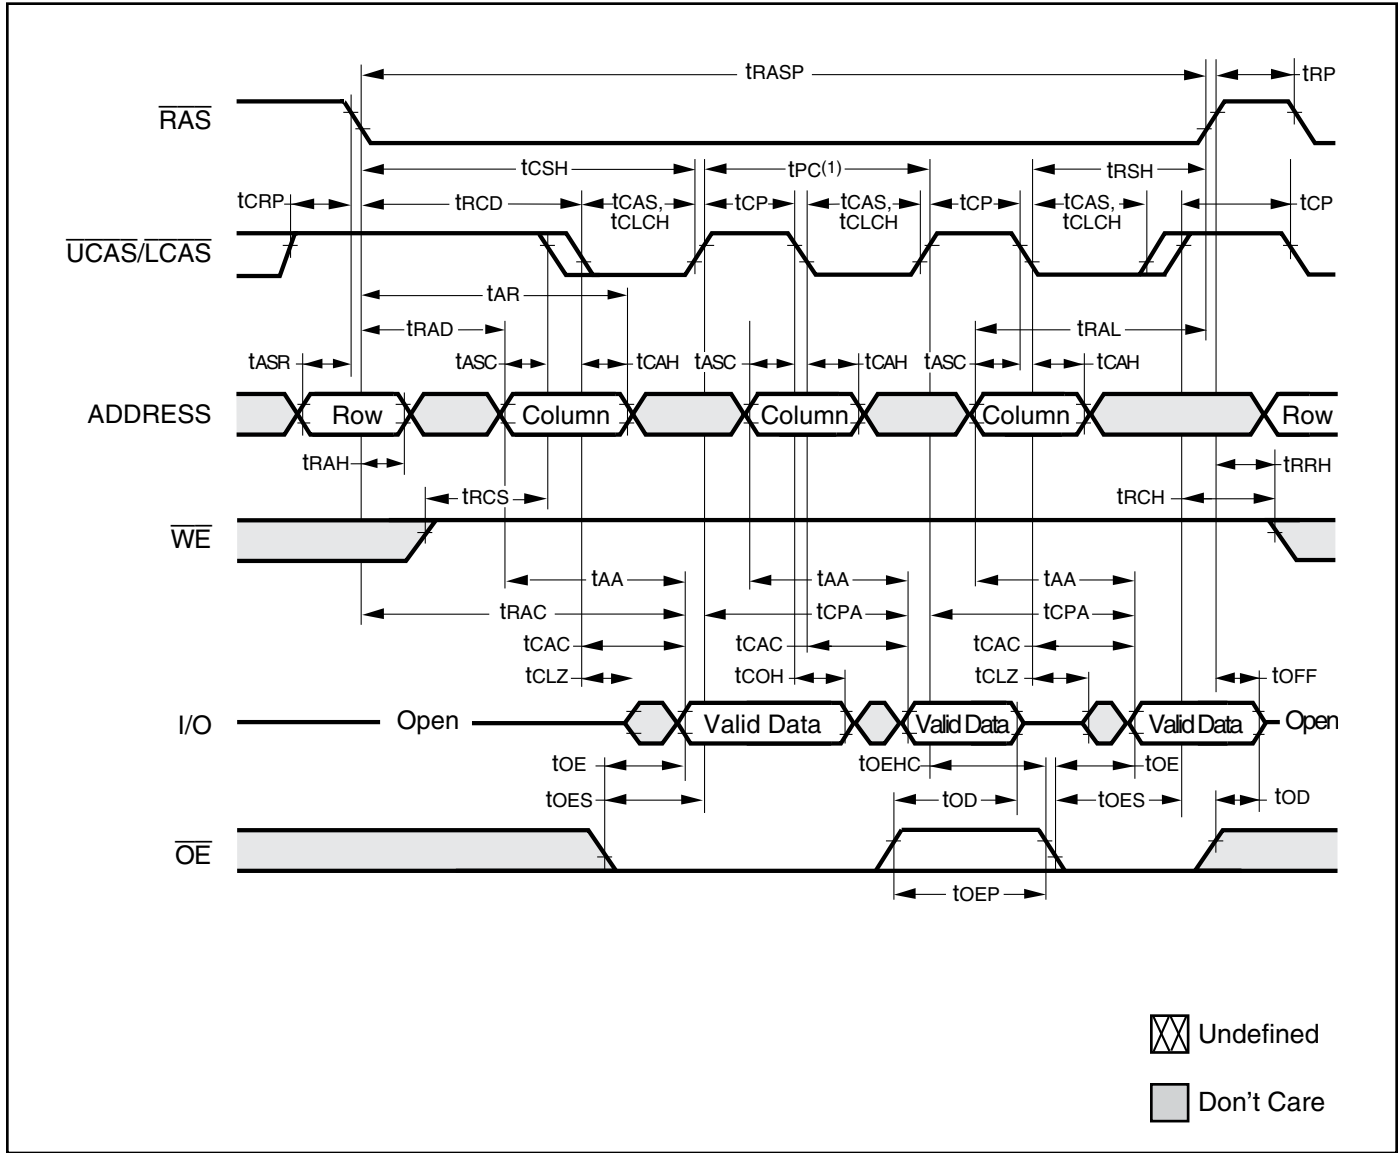 tRASP tRP
RAS
tCSH tPC(1) tRSH
tCRP tRCD tCAS, tCLCH tCP tCAS, tCLCH tCP tCAS, tCLCH tCP
UCAS/LCAS
tAR
tRAD tRAL
tASR tASC tCAH tASC tCAH tASC tCAH
ADDRESS Row Column Column Column Row
tRAH tRRH
tRCS tRCH
WE
tAA tAA tAA
tRAC tCPA tCPA
tCAC tCAC tCAC
tCLZ tCOH tCLZ tOFF
I/O Open Valid Data Valid Data Valid Data Open
tOE tOEHC tOE
tOES tOD tOES tOD
OE
tOEP
Undefined
Don't Care